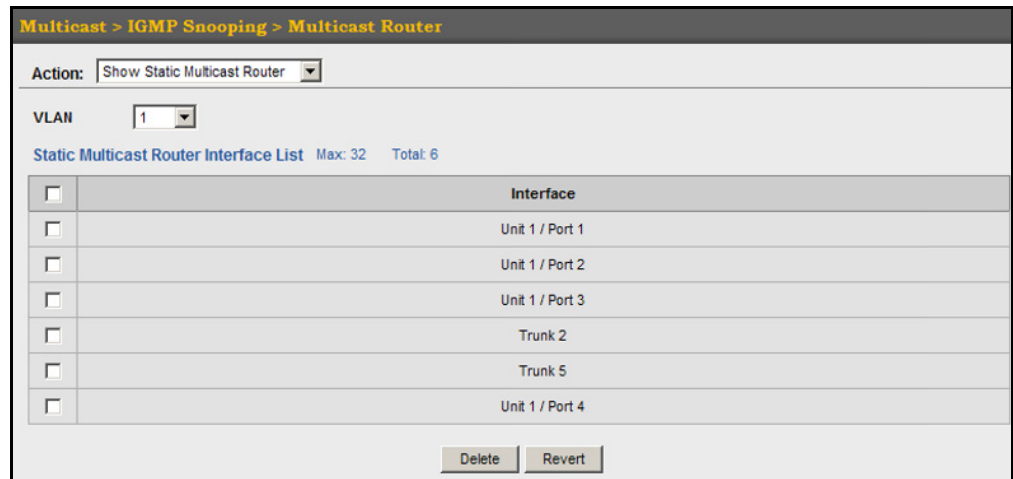 Multicast > IGMP Snooping > Multicast Router
Action: Show Static Multicast Router
VLAN 1
Static Multicast Router Interface List Max: 32 Total: 6
Interface
Unit 1 / Port 1
Unit 1 / Port 2
Unit 1 / Port 3
Trunk 2
Trunk 5
Unit 1 / Port 4
Delete Revert